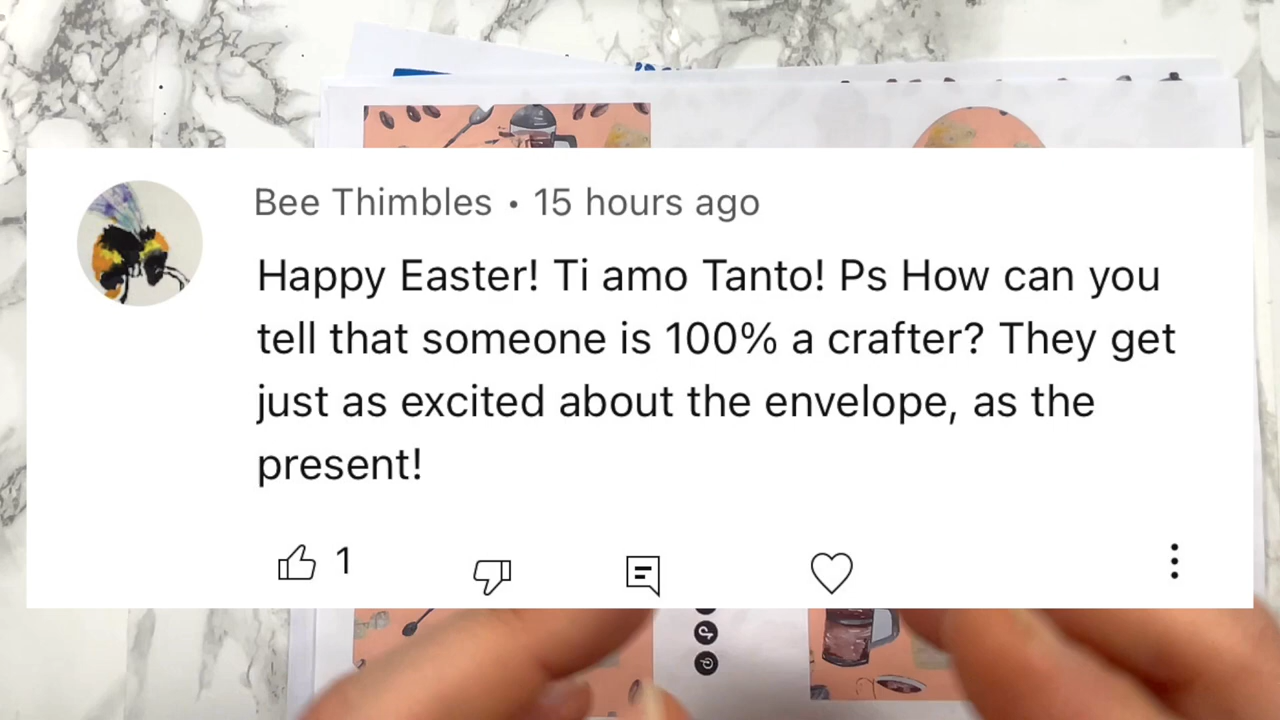 Bee Thimbles • 15 hours ago
Happy Easter! Ti amo Tanto! Ps How can you
tell that someone is 100% a crafter? They get
just as excited about the envelope, as the
present!
1